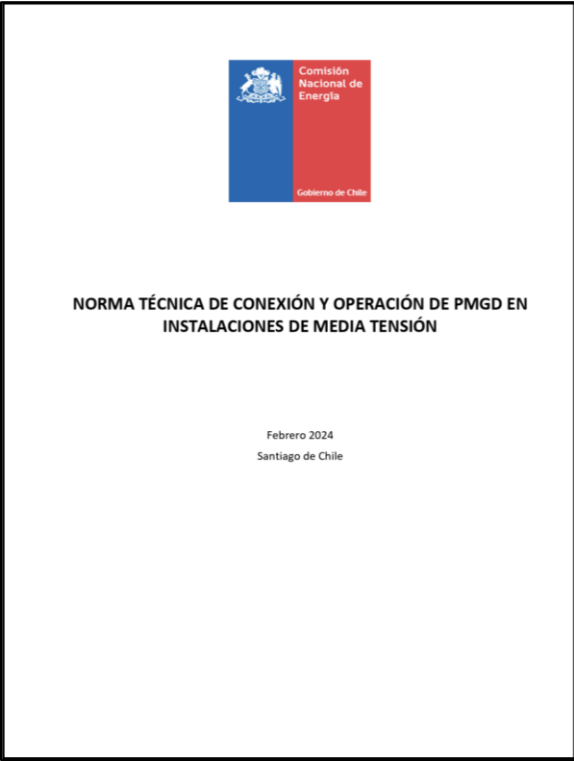 Comisión
Nacional de
Energía
Gobierno de Chile
NORMA TÉCNICA DE CONEXIÓN Y OPERACIÓN DE PMGD EN
INSTALACIONES DE MEDIA TENSIÓN
Febrero 2024
Santiago de Chile